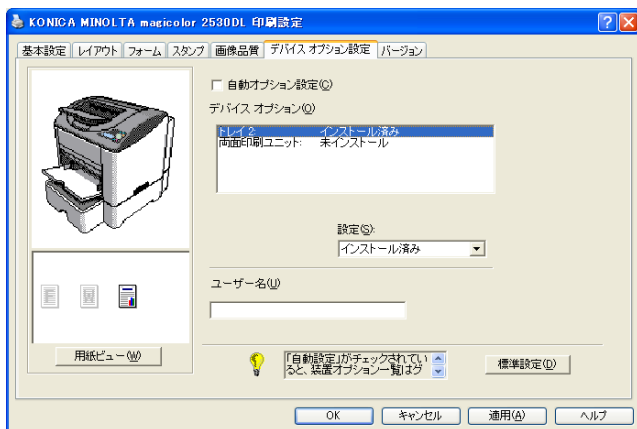 KONICA MINOLTA magicolor 2530DL 印刷設定
基本設定 レイアウト フォーム スタンプ 画像品質 デバイス オプション設定 バージョン
自動オプション設定(C)
デバイス オプション(O)
トレイ 2: インストール済み
両面印刷ユニット: 未インストール
設定(S):
インストール済み
ユーザー名(U)
用紙ビュー(W)
「自動設定」がチェックされてい
ると、装置オプション一覧はグ
標準設定(D)
OK キャンセル 適用(A) ヘルプ